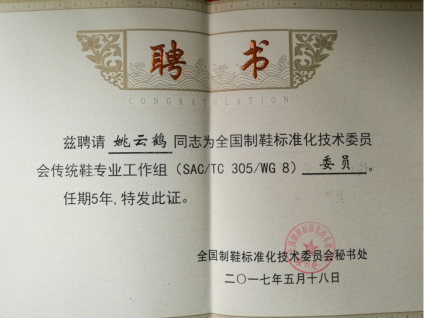 聘书
CONGRATULATION
兹聘请 姚云鹤 同志为全国制鞋标准化技术委员
会传统鞋专业工作组（SAC/TC 305/WG 8） 委员 。
任期5年,特发此证。
全国制鞋标准化技术委员会秘书处
二〇一七年五月十八日